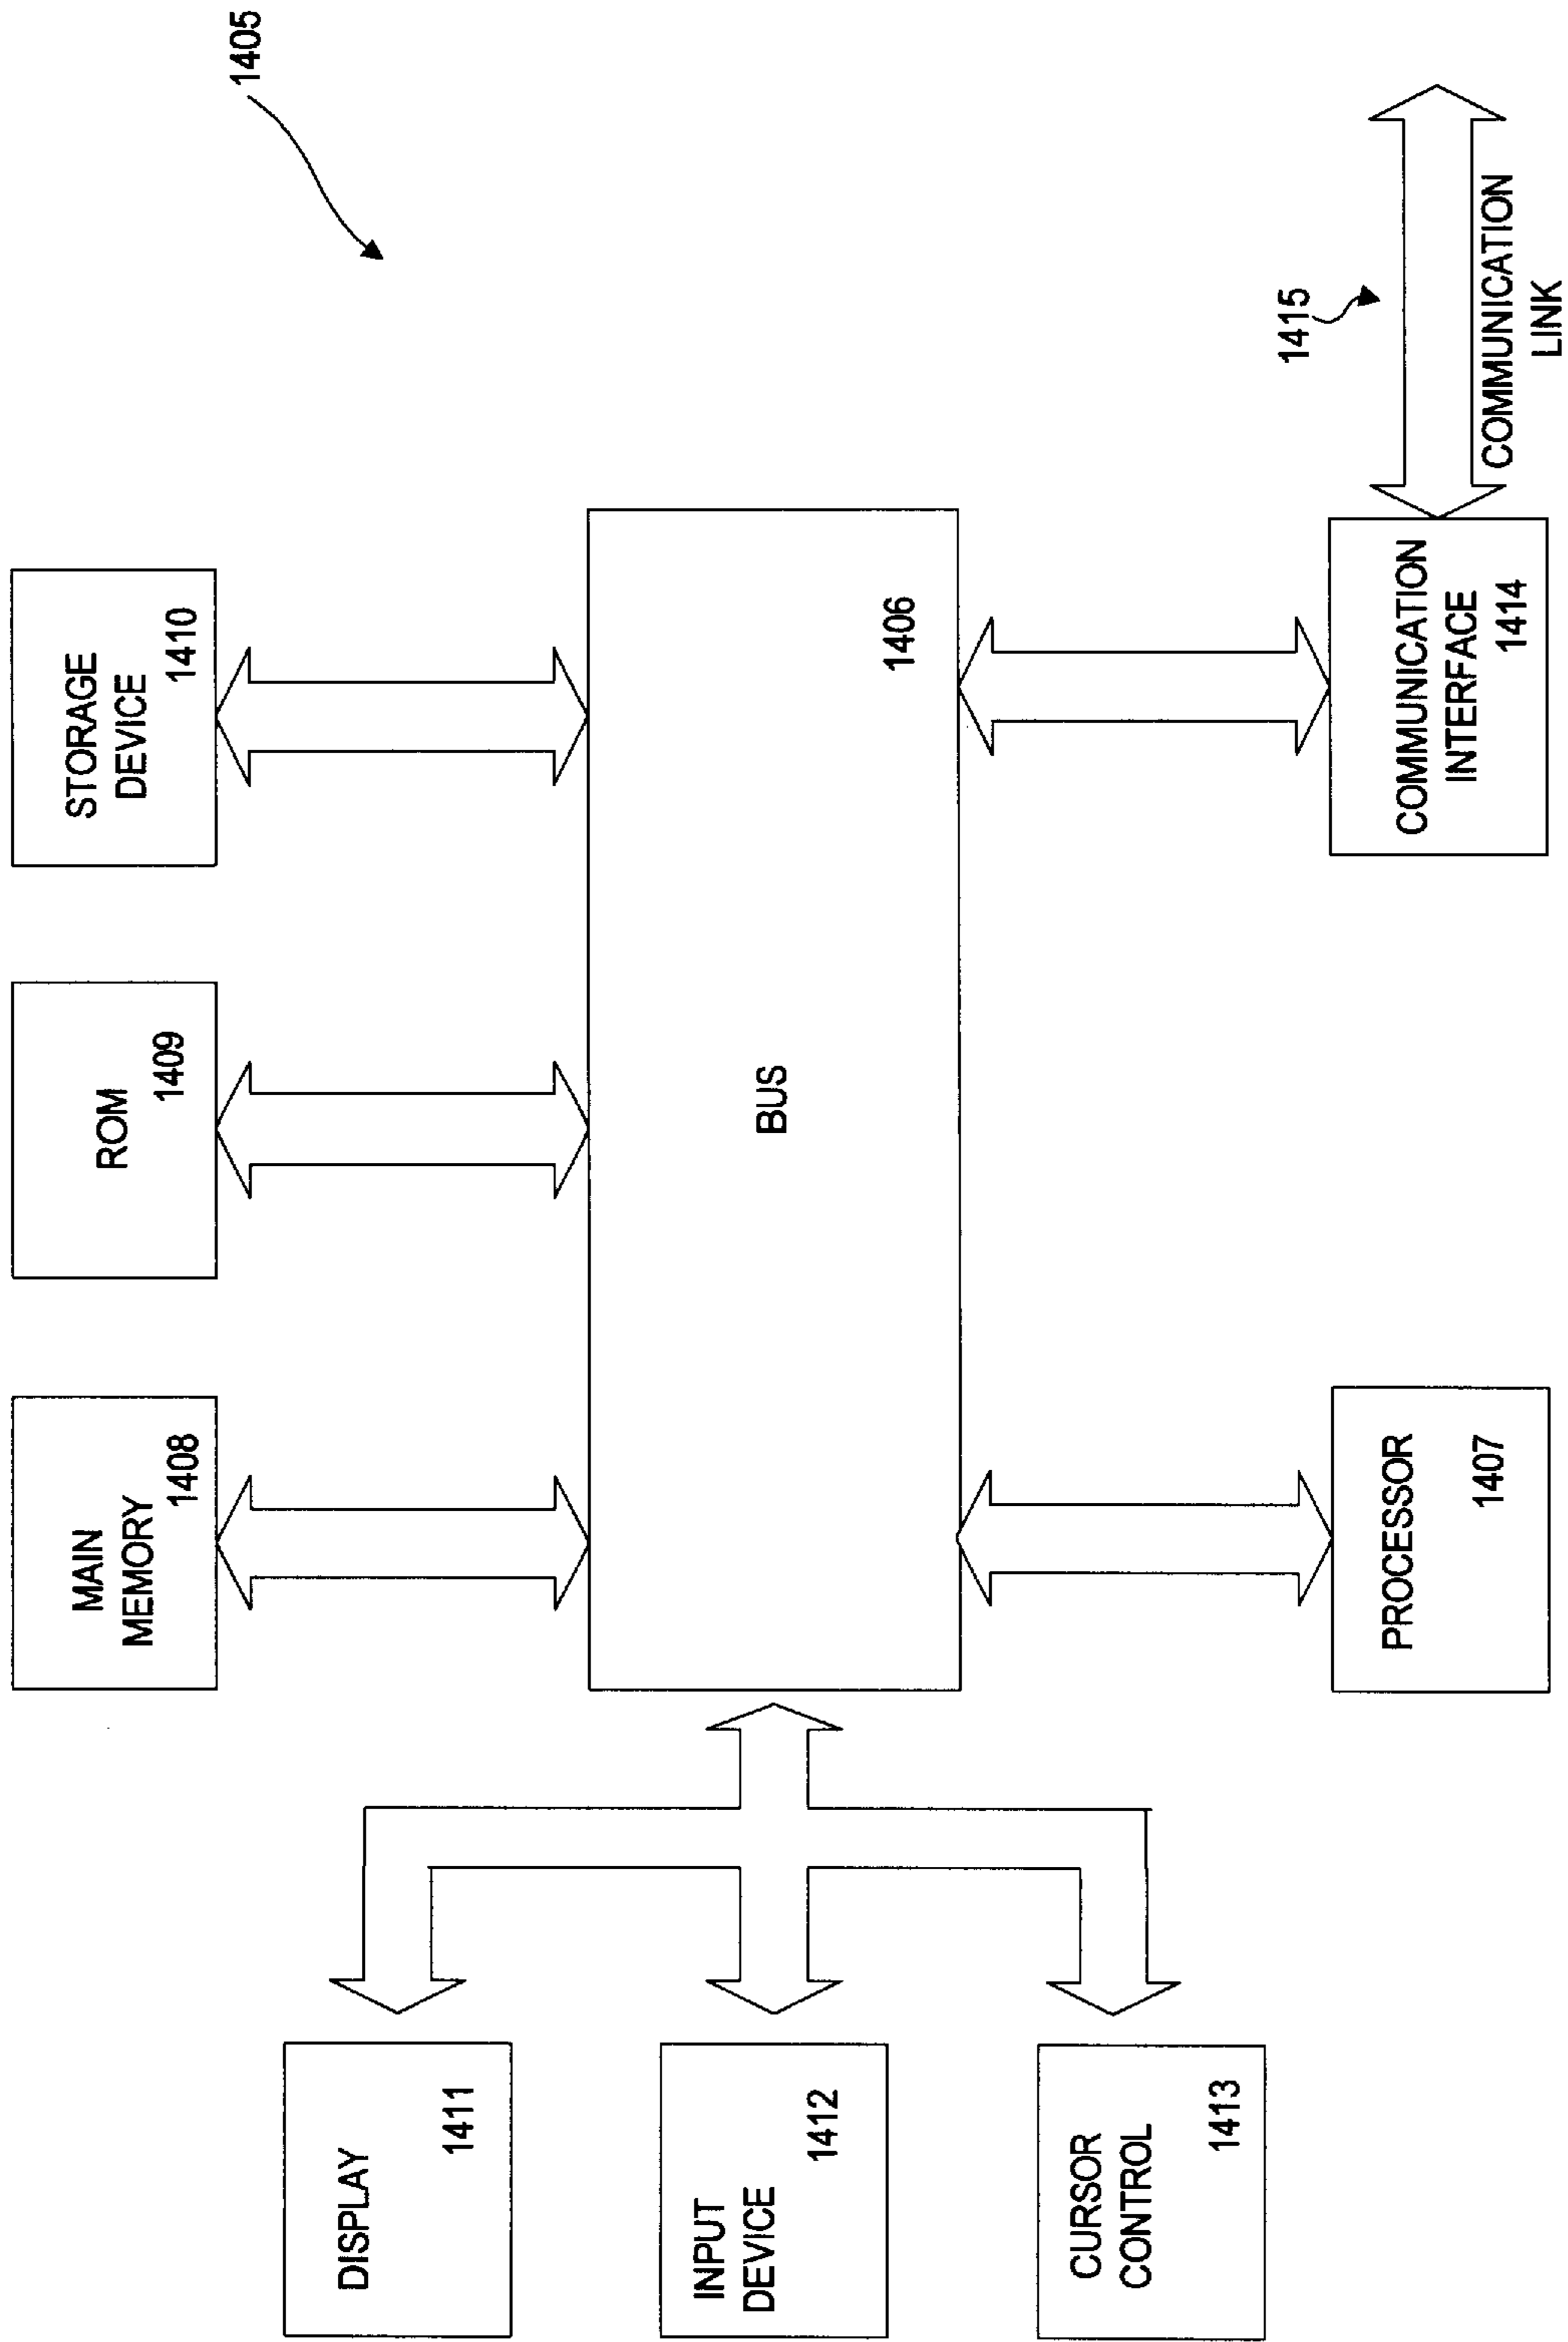 1405
MAIN
MEMORY
1408
ROM
1409
STORAGE
DEVICE
1410
DISPLAY
1411
INPUT
DEVICE
1412
CURSOR
CONTROL
1413
BUS
1406
PROCESSOR
1407
COMMUNICATION
INTERFACE
1414
1415
COMMUNICATION
LINK